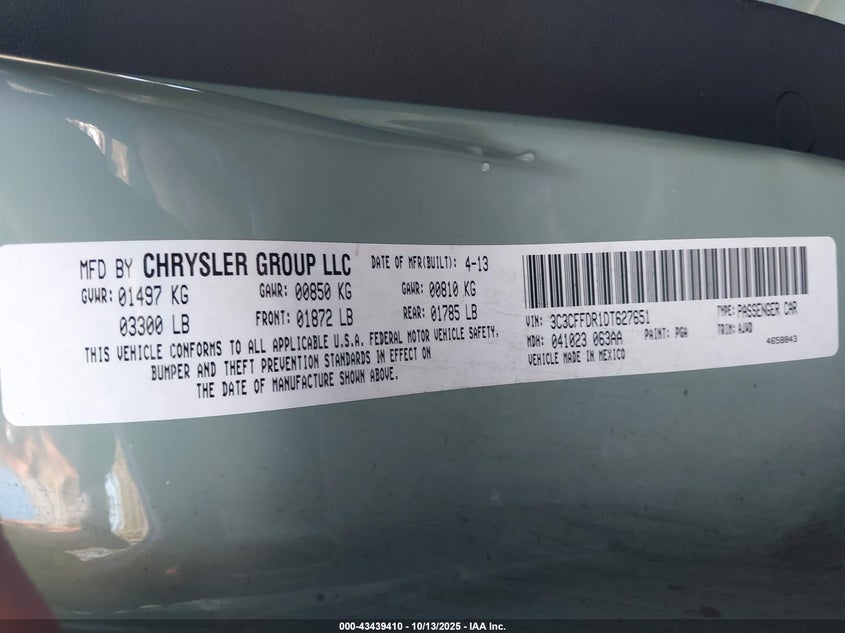 MFD BY CHRYSLER GROUP LLC DATE OF MFR(BUILT): 4-13
GVWR: 01497 KG GAWR: 00850 KG GAWR: 00810 KG
03300 LB FRONT: 01872 LB REAR: 01785 LB
THIS VEHICLE CONFORMS TO ALL APPLICABLE U.S.A. FEDERAL MOTOR VEHICLE SAFETY,
BUMPER AND THEFT PREVENTION STANDARDS IN EFFECT ON
THE DATE OF MANUFACTURE SHOWN ABOVE.
VIN: 3C3CFFDR1DT627651 TYPE: PASSENGER CAR
MDH: 041023 063AA PAINT: PGA TRIM: AJWD
VEHICLE MADE IN MEXICO 4658843
000-43439410 | 10/13/2025 - IAA Inc.